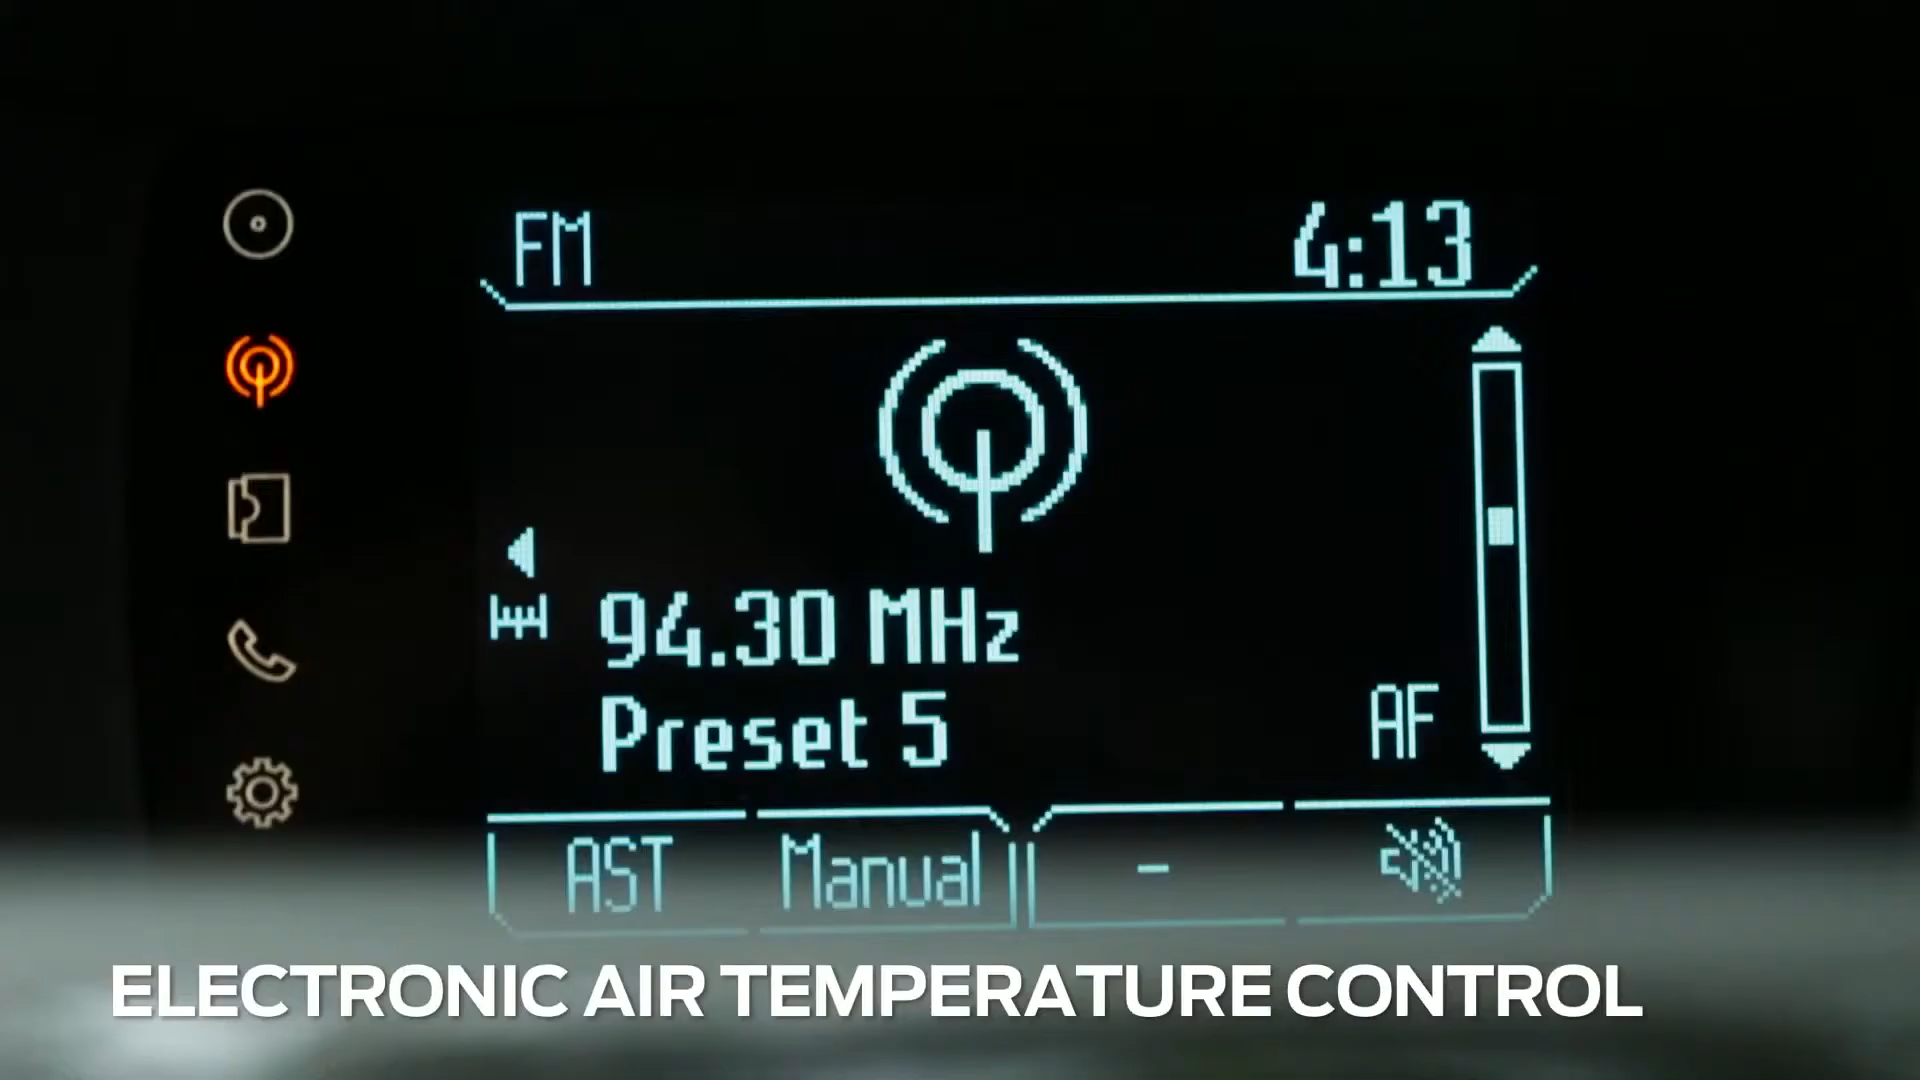 FM
4:13
94.30 MHz
Preset 5
AF
AST
Manual
-
ELECTRONIC AIR TEMPERATURE CONTROL